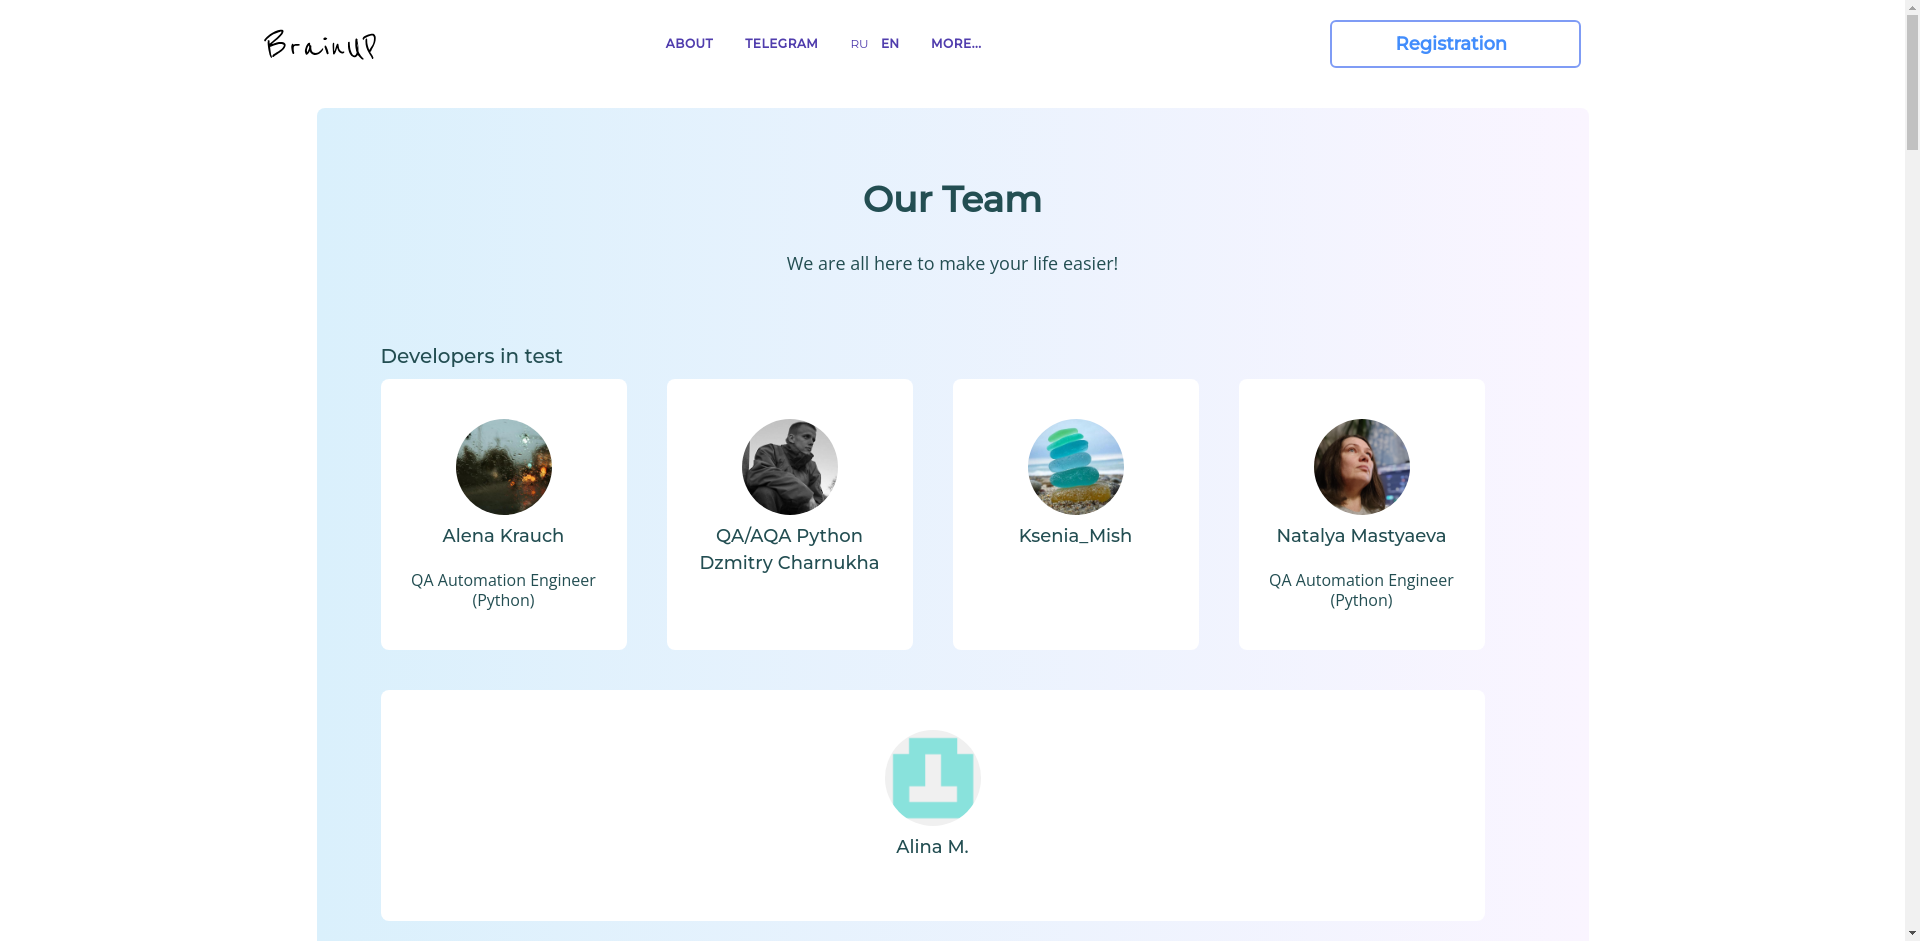 BrainUP
ABOUT
TELEGRAM
RU
EN
MORE...
Registration
Our Team
We are all here to make your life easier!
Developers in test
Alena Krauch
QA Automation Engineer
(Python)
QA/AQA Python
Dzmitry Charnukha
Ksenia_Mish
Natalya Mastyaeva
QA Automation Engineer
(Python)
Alina M.